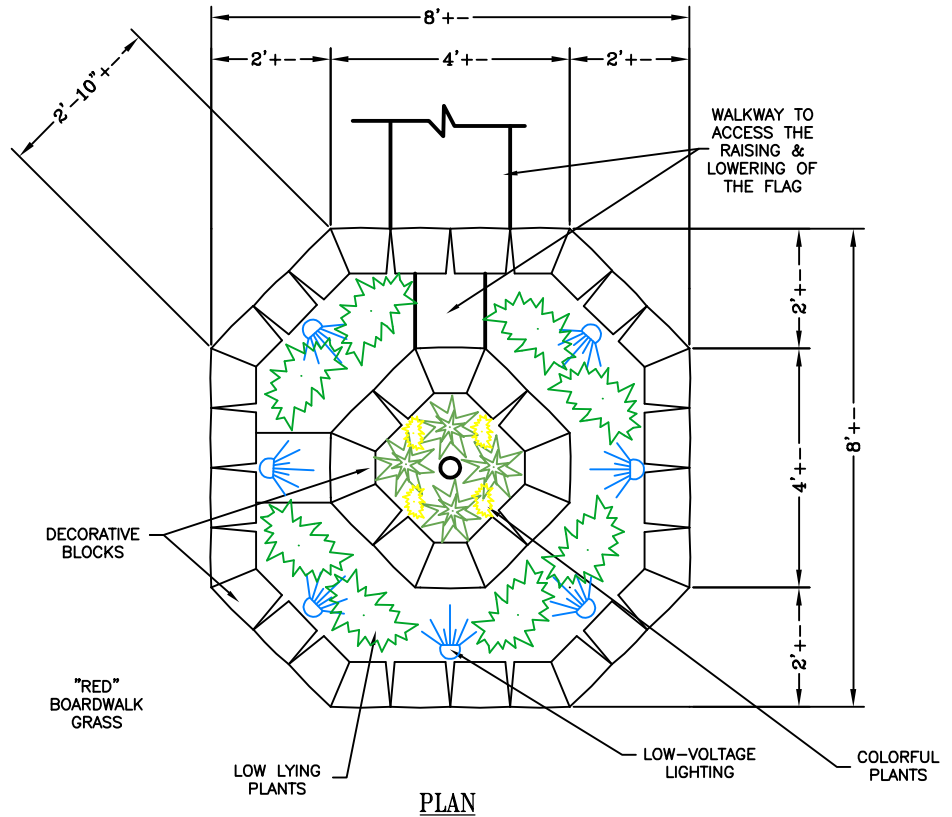 8'+-
2'+-
4'+-
2'+-
2'-10"+-
WALKWAY TO
ACCESS THE
RAISING &
LOWERING OF
THE FLAG
2'+-
4'+-
2'+-
8'+-
DECORATIVE
BLOCKS
"RED"
BOARDWALK
GRASS
LOW LYING
PLANTS
LOW-VOLTAGE
LIGHTING
COLORFUL
PLANTS
PLAN